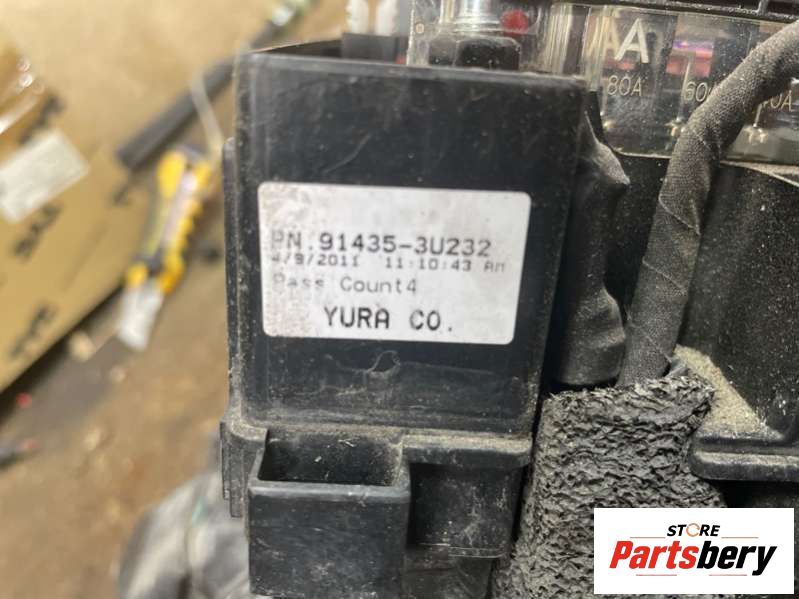 80A
PN.91435-3U232
4/9/2011 11:10:43 AM
Pass Count4
YURA CO.
STORE
Partsbery